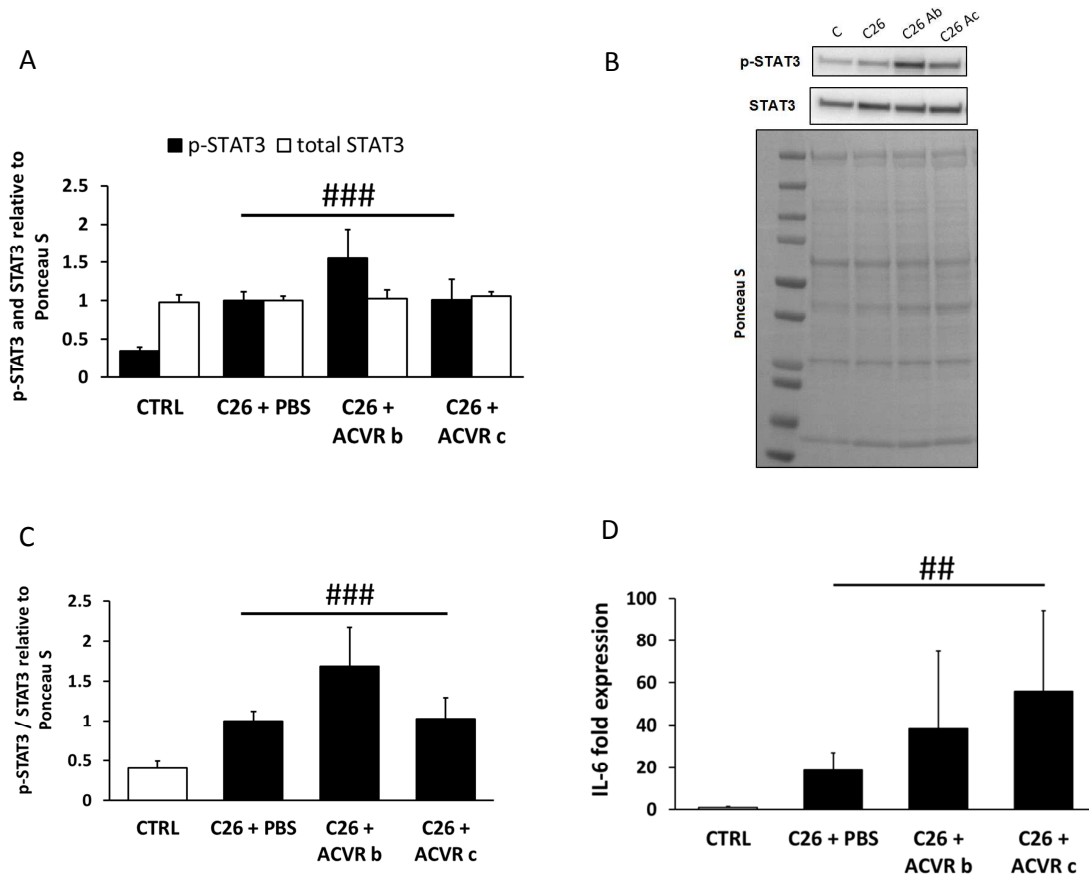 A
■ p-STAT3 □ total STAT3
p-STAT3 and STAT3 relative to
Ponceau S
2.5
2
1.5
1
0.5
0
###
CTRL C26 + PBS C26 + C26 +
ACVR b ACVR c
B
C C26 C26 Ab C26 Ac
p-STAT3
STAT3
Ponceau S
C
p-STAT3 / STAT3 relative to
Ponceau S
2.5
2
1.5
1
0.5
0
###
CTRL C26 + PBS C26 + C26 +
ACVR b ACVR c
D
IL-6 fold expression
100
80
60
40
20
0
##
CTRL C26 + PBS C26 + C26 +
ACVR b ACVR c